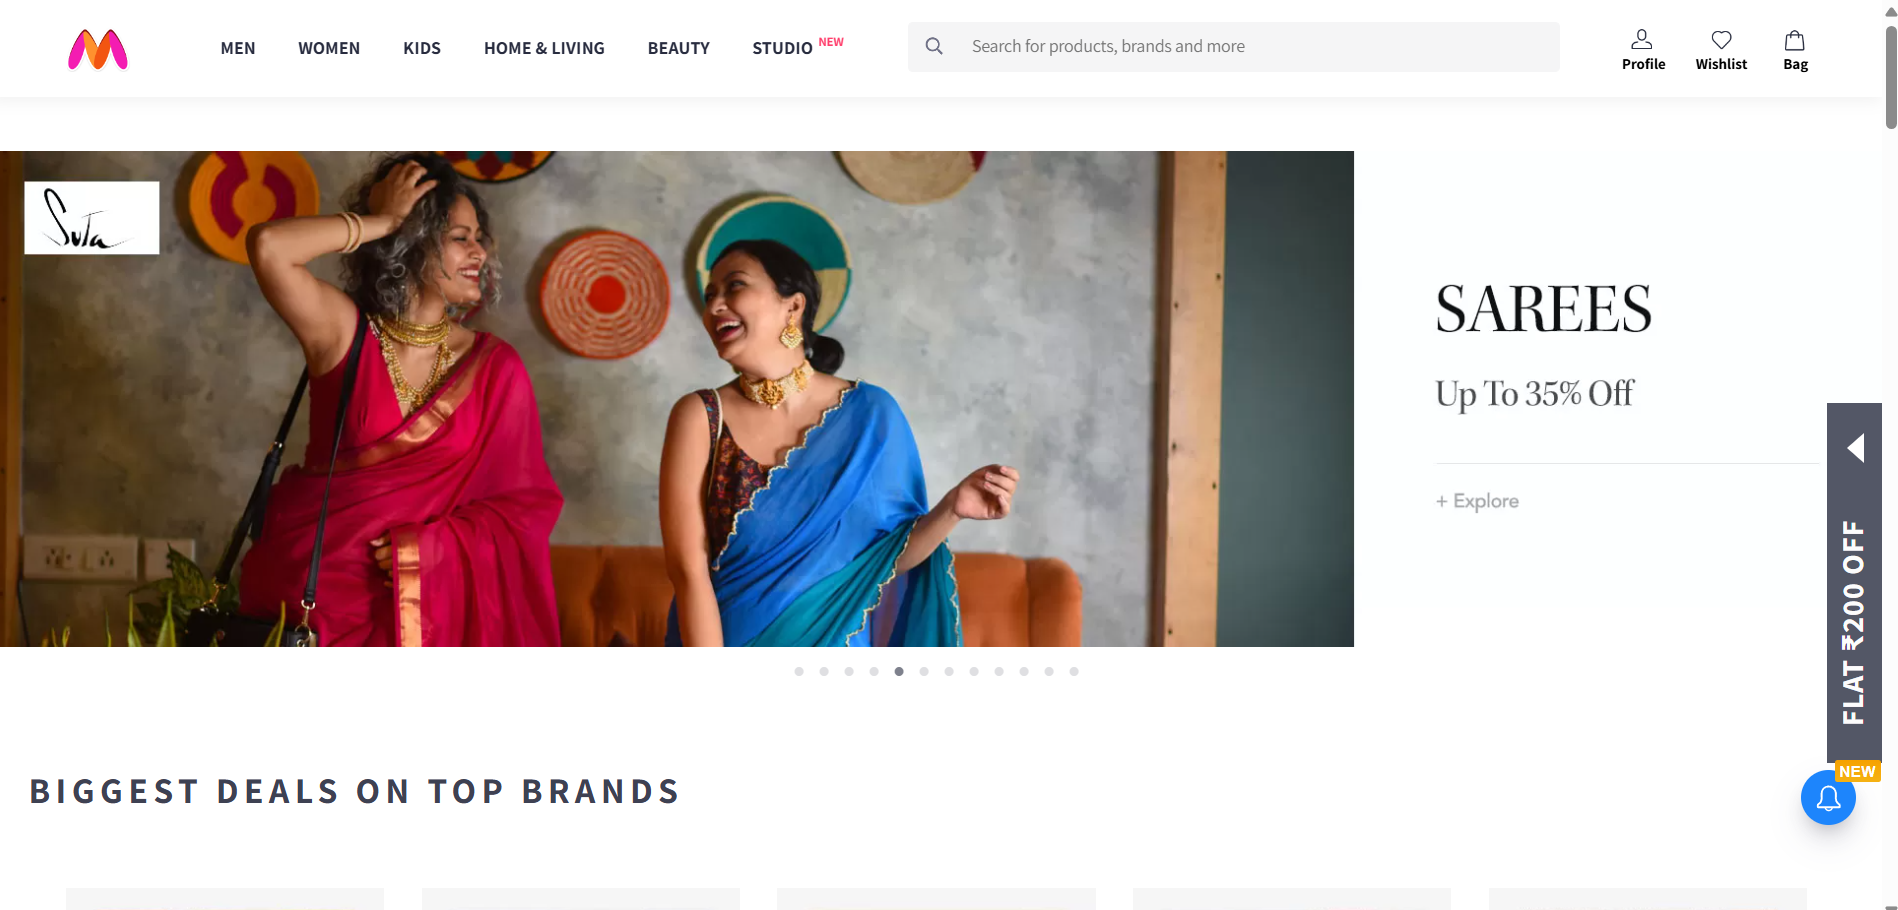 MEN WOMEN KIDS HOME & LIVING BEAUTY STUDIO NEW
Search for products, brands and more
Profile Wishlist Bag
Suta
SAREES
Up To 35% Off
+ Explore
FLAT ₹200 OFF
NEW
BIGGEST DEALS ON TOP BRANDS